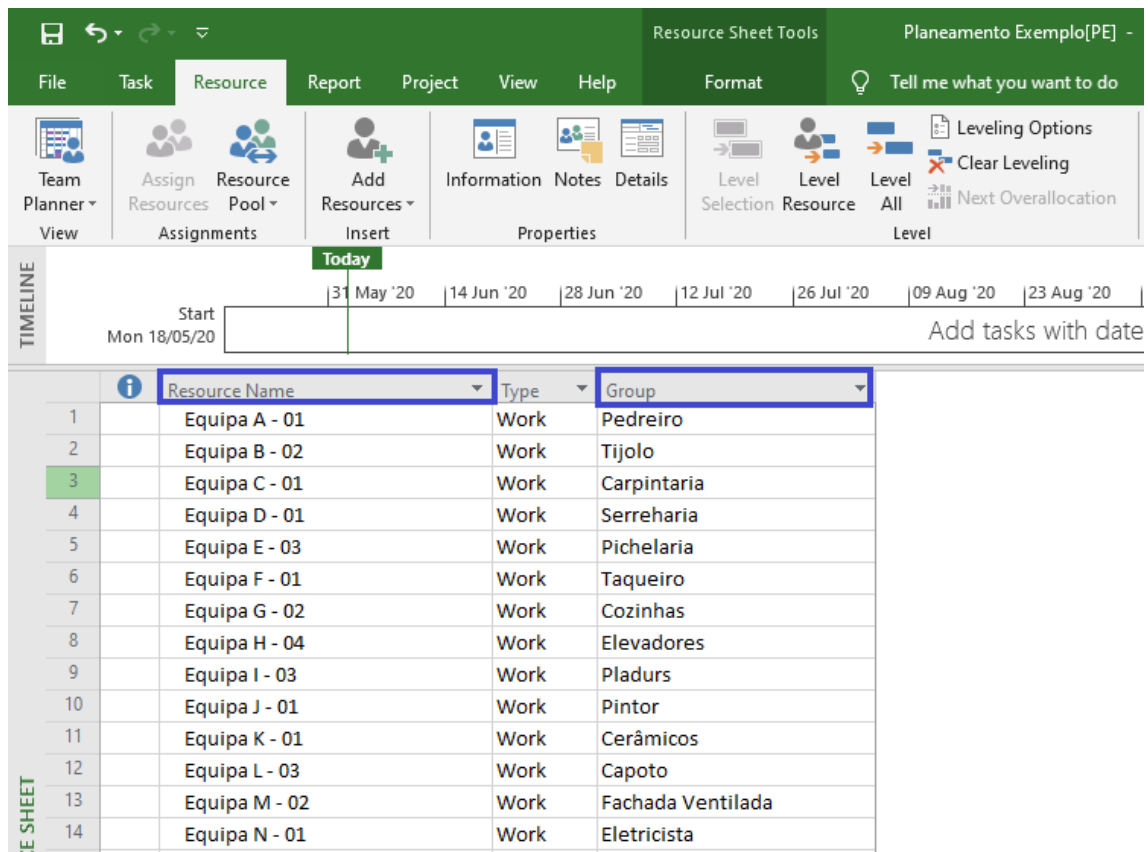 Resource Sheet Tools Planeamento Exemplo[PE] -
File Task Resource Report Project View Help Format Tell me what you want to do
Team Planner Assign Resources Resource Pool Add Resources Information Notes Details Level Selection Level Resource Level All Leveling Options
Clear Leveling
Next Overallocation
View Assignments Insert Properties Level
TIMELINE
Today
31 May '20 14 Jun '20 28 Jun '20 12 Jul '20 26 Jul '20 09 Aug '20 23 Aug '20
Start
Mon 18/05/20
Add tasks with date
Resource Name Type Group
1 Equipa A - 01 Work Pedreiro
2 Equipa B - 02 Work Tijolo
3 Equipa C - 01 Work Carpintaria
4 Equipa D - 01 Work Serreharia
5 Equipa E - 03 Work Pichelaria
6 Equipa F - 01 Work Taqueiro
7 Equipa G - 02 Work Cozinhas
8 Equipa H - 04 Work Elevadores
9 Equipa I - 03 Work Pladurs
10 Equipa J - 01 Work Pintor
11 Equipa K - 01 Work Cerâmicos
12 Equipa L - 03 Work Capoto
13 Equipa M - 02 Work Fachada Ventilada
14 Equipa N - 01 Work Eletricista
SHEET